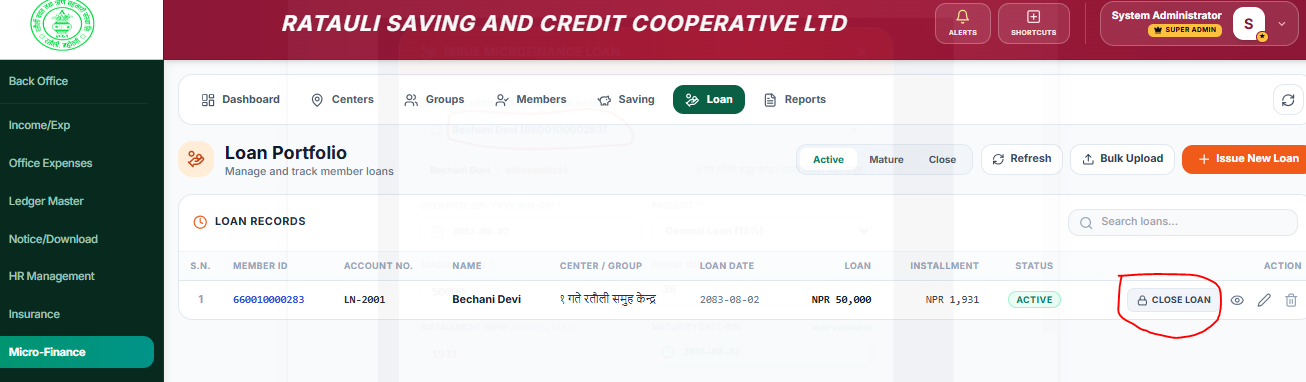 RATAULI SAVING AND CREDIT COOPERATIVE LTD
ALERTS
SHORTCUTS
System Administrator
SUPER ADMIN
S
Back Office
Income/Exp
Office Expenses
Ledger Master
Notice/Download
HR Management
Insurance
Micro-Finance
Dashboard Centers Groups Members Saving Loan Reports
Loan Portfolio
Manage and track member loans
Active Mature Close
Refresh
Bulk Upload
Issue New Loan
LOAN RECORDS
Search loans...
S.N. MEMBER ID ACCOUNT NO. NAME CENTER / GROUP LOAN DATE LOAN INSTALLMENT STATUS ACTION
1 660010000283 LN-2001 Bechani Devi १ गते रतौली समुह केन्द्र 2083-08-02 NPR 50,000 NPR 1,931 ACTIVE CLOSE LOAN